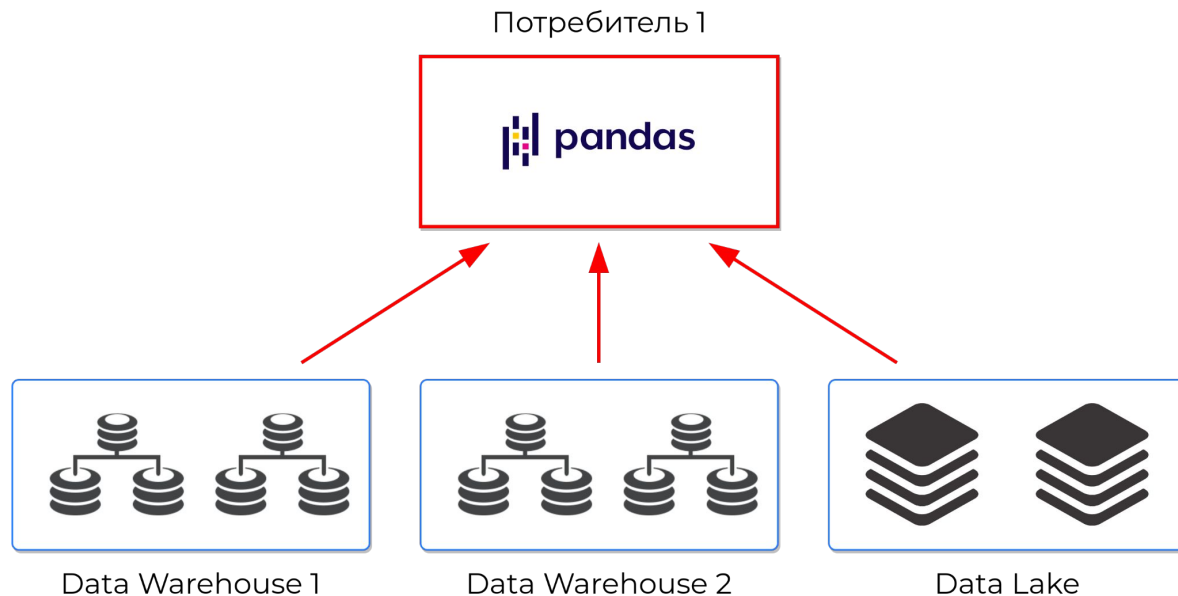 Потребитель 1
pandas
Data Warehouse 1
Data Warehouse 2
Data Lake